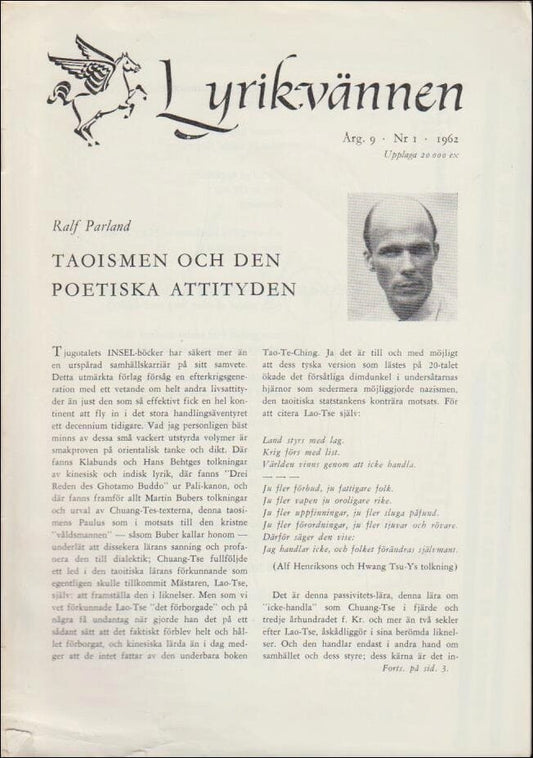 Lyrikvännen
Årg. 9 · Nr 1 · 1962
Upplaga 20 000 ex
Ralf Parland
TAOISMEN OCH DEN
POETISKA ATTITYDEN
Tjugotalets INSEL-böcker har säkert mer än
en urspårad samhällskarriär på sitt samvete.
Detta utmärkta förlag försåg en efterkrigsgene-
ration med ett vetande om helt andra livsattity-
der än just den som så effektivt fick en hel kon-
tinent att fly in i det stora handlingsäventyret
ett decennium tidigare. Vad jag personligen bäst
minns av dessa små vackert utstyrda volymer är
smakproven på orientalisk tanke och dikt. Där
fanns Klabunds och Hans Behtges tolkningar
av kinesisk och indisk lyrik, där fanns "Drei
Reden des Ghotamo Buddo" ur Pali-kanon, och
där fanns framför allt Martin Bubers tolkningar
och urval av Chuang-Tes-texterna, denna taosi-
mens Paulus som i motsats till den kristne
"våldsmannen" — såsom Buber kallar honom —
underlät att dissekera lärans sanning och profa-
nera den till dialektik; Chuang-Tse fullföljde
ett led i den taoistiska lärans förkunnande som
egentligen skulle tillkommit Mästaren, Lao-Tse,
själv: att framställa den i liknelser. Men som vi
vet förkunnade Lao-Tse "det förborgade" och på
några få undantag när gjorde han det på ett
sådant sätt att det faktiskt förblev helt och hål-
let förborgat, och kinesiska lärda än i dag med-
ger att de intet fattar av den underbara boken
Tao-Te-Ching. Ja det är till och med möjligt
att dess tyska version som lästes på 20-talet
ökade det försåtliga dimdunkel i undersåtarnas
hjärnor som sedermera möjliggjorde nazismen,
den taoitiska statstankens konträra motsats. För
att citera Lao-Tse själv:
Land styrs med lag.
Krig förs med list.
Världen vinns genom att icke handla.
— — —
Ju fler förbud, ju fattigare folk.
Ju fler vapen ju oroligare rike.
Ju fler uppfinningar, ju fler sluga påfund.
Ju fler förordningar, ju fler tjuvar och rövare.
Därför säger den vise:
Jag handlar icke, och folket förändras självmant.
(Alf Henriksons och Hwang Tsu-Ys tolkning)
Det är denna passivitets-lära, denna lära om
"icke-handla" som Chuang-Tse i fjärde och
tredje århundradet f. Kr. och mer än två sekler
efter Lao-Tse, åskådliggör i sina berömda liknel-
ser. Och den handlar endast i andra hand om
samhället och dess styre; dess kärna är det in-
Forts. på sid. 3.